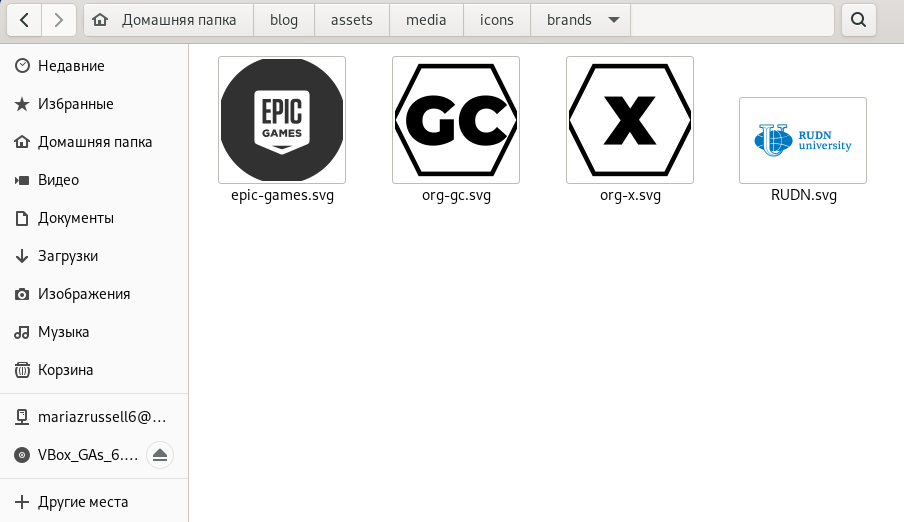 Домашняя папка blog assets media icons brands
Недавние
Избранные
Домашняя папка
Видео
Документы
Загрузки
Изображения
Музыка
Корзина
mariazrussell6@...
VBox_GAs_6....
Другие места
EPIC
GAMES
epic-games.svg
GC
org-gc.svg
X
org-x.svg
U
RUDN
university
RUDN.svg